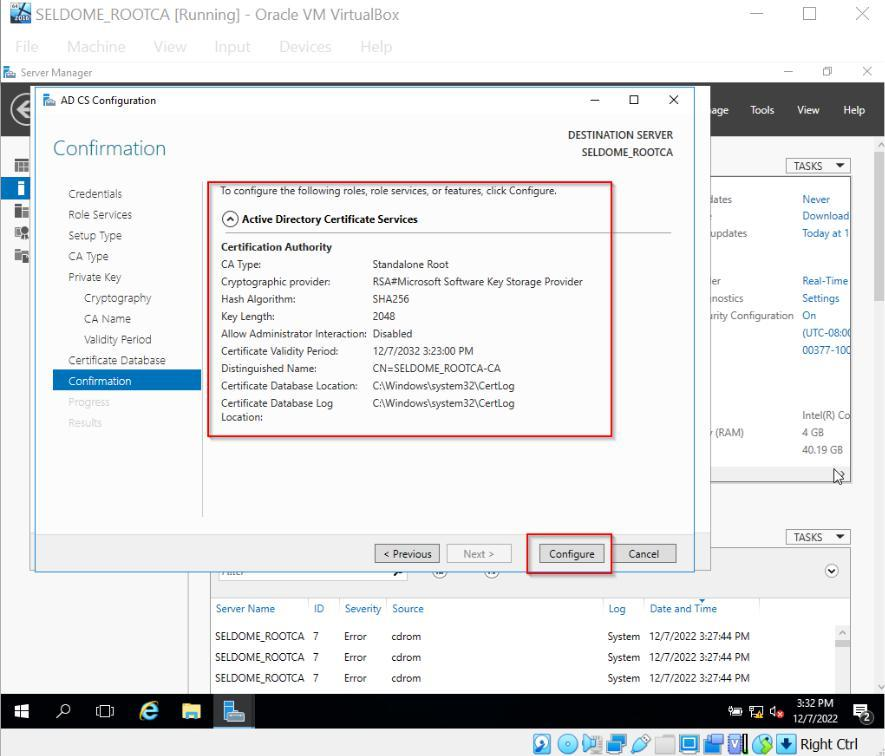 SELDOME_ROOTCA [Running] - Oracle VM VirtualBox
File Machine View Input Devices Help
Server Manager
AD CS Configuration
age Tools View Help
Confirmation
DESTINATION SERVER
SELDOME_ROOTCA
Credentials
Role Services
Setup Type
CA Type
Private Key
Cryptography
CA Name
Validity Period
Certificate Database
Confirmation
Progress
Results
To configure the following roles, role services, or features, click Configure.
Active Directory Certificate Services
Certification Authority
CA Type: Standalone Root
Cryptographic provider: RSA#Microsoft Software Key Storage Provider
Hash Algorithm: SHA256
Key Length: 2048
Allow Administrator Interaction: Disabled
Certificate Validity Period: 12/7/2032 3:23:00 PM
Distinguished Name: CN=SELDOME_ROOTCA-CA
Certificate Database Location: C:\Windows\system32\CertLog
Certificate Database Log C:\Windows\system32\CertLog
Location:
< Previous Next > Configure Cancel
TASKS
dates Never
Download
updates Today at 1
er Real-Time
nostics Settings
urity Configuration On
(UTC-08:00
00377-100
Intel(R) Co
(RAM) 4 GB
40.19 GB
TASKS
Filter
Server Name ID Severity Source Log Date and Time
SELDOME_ROOTCA 7 Error cdrom System 12/7/2022 3:27:44 PM
SELDOME_ROOTCA 7 Error cdrom System 12/7/2022 3:27:44 PM
SELDOME_ROOTCA 7 Error cdrom System 12/7/2022 3:27:44 PM
3:32 PM
12/7/2022
2
Right Ctrl